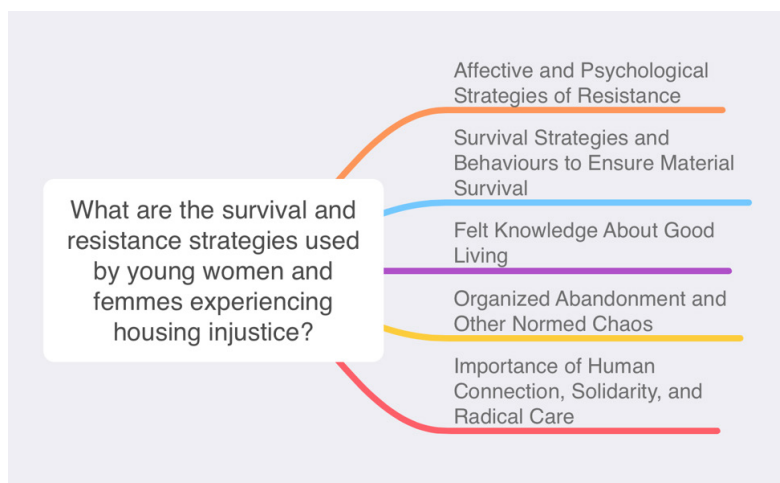 What are the survival and
resistance strategies used
by young women and
femmes experiencing
housing injustice?
Affective and Psychological
Strategies of Resistance
Survival Strategies and
Behaviours to Ensure Material
Survival
Felt Knowledge About Good
Living
Organized Abandonment and
Other Normed Chaos
Importance of Human
Connection, Solidarity, and
Radical Care